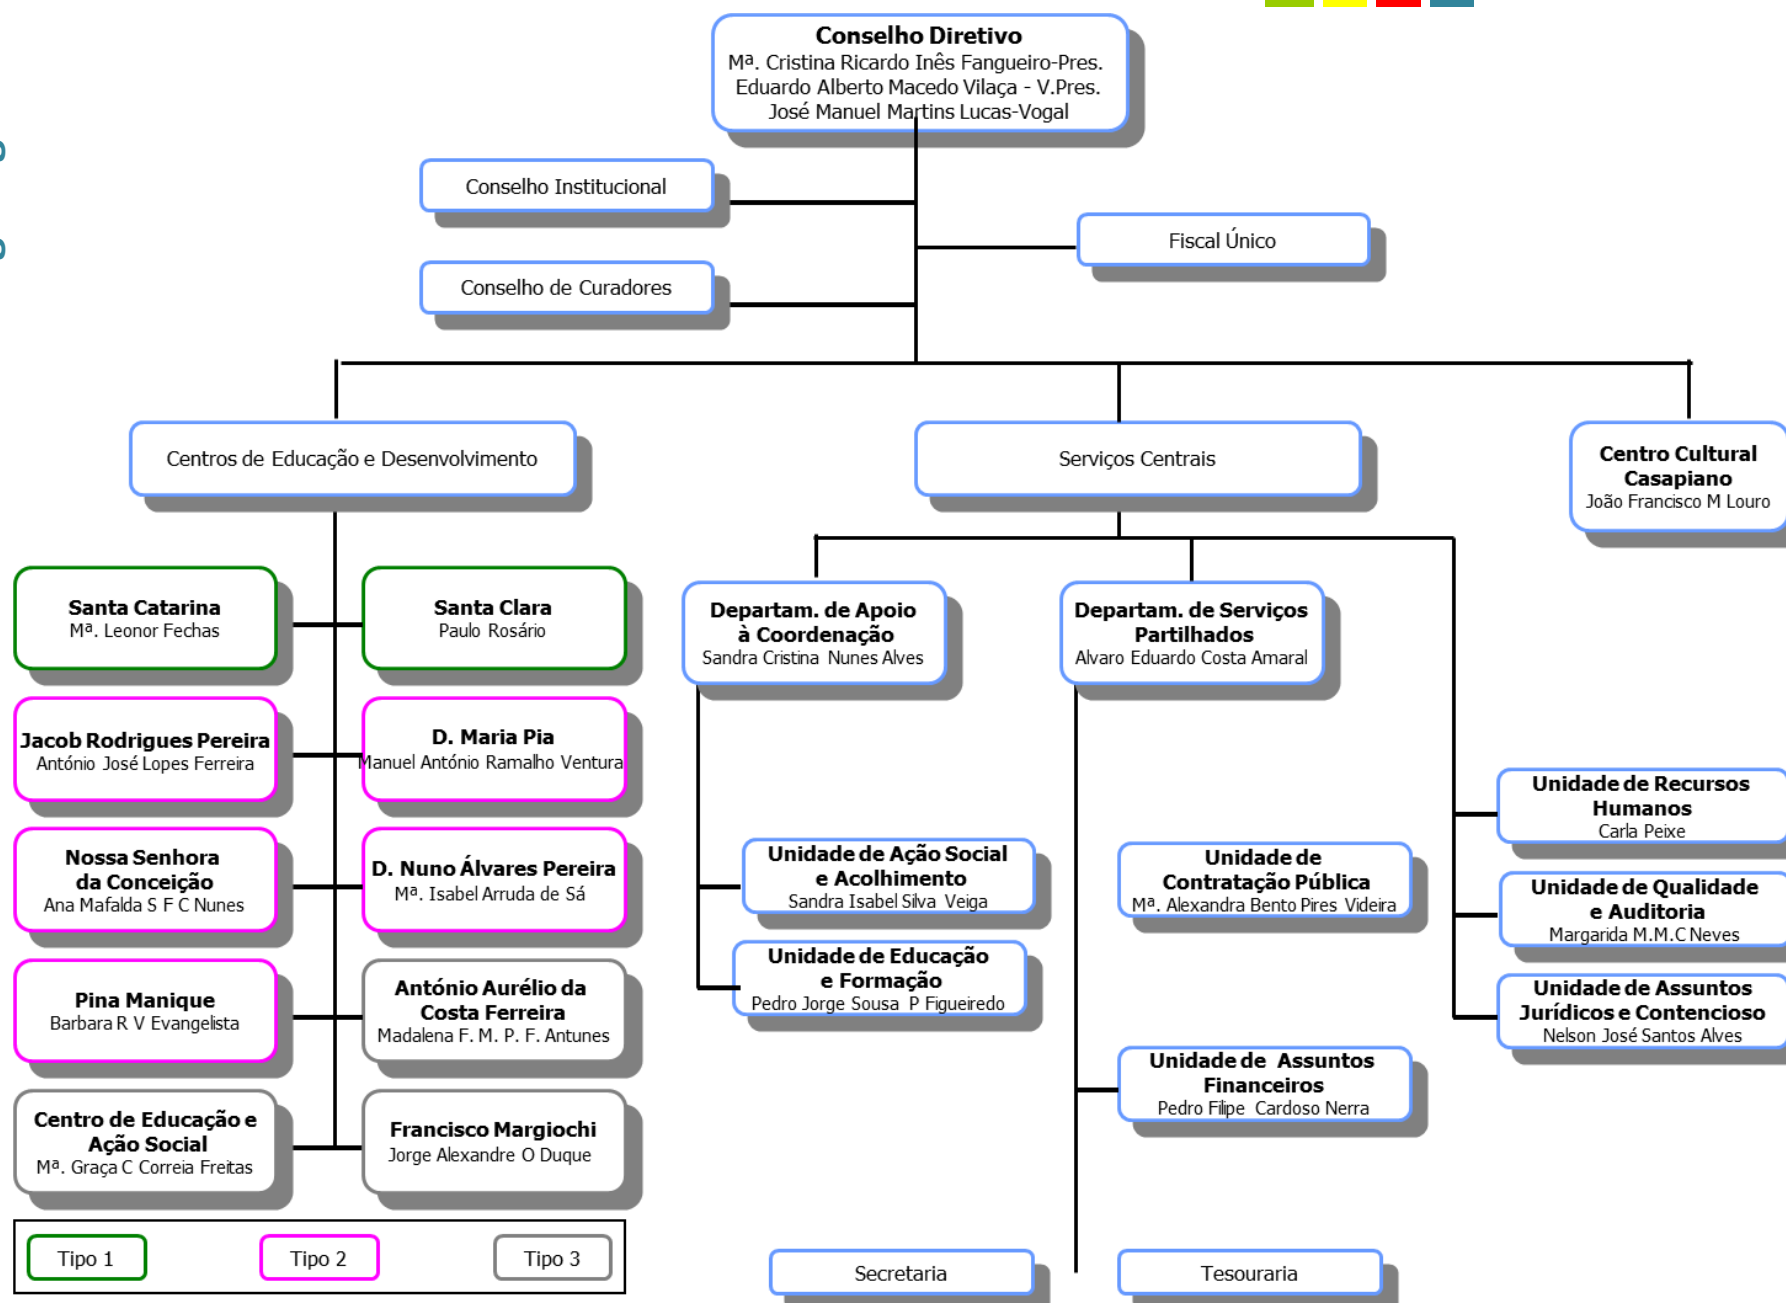 Conselho Diretivo
Mª. Cristina Ricardo Inês Fangueiro-Pres.
Eduardo Alberto Macedo Vilaça - V.Pres.
José Manuel Martins Lucas-Vogal
Conselho Institucional
Fiscal Único
Conselho de Curadores
Centros de Educação e Desenvolvimento
Serviços Centrais
Centro Cultural
Casapiano
João Francisco M Louro
Santa Catarina
Mª. Leonor Fechas
Santa Clara
Paulo Rosário
Jacob Rodrigues Pereira
António José Lopes Ferreira
D. Maria Pia
Manuel António Ramalho Ventura
Nossa Senhora
da Conceição
Ana Mafalda S F C Nunes
D. Nuno Álvares Pereira
Mª. Isabel Arruda de Sá
Pina Manique
Barbara R V Evangelista
António Aurélio da
Costa Ferreira
Madalena F. M. P. F. Antunes
Centro de Educação e
Ação Social
Mª. Graça C Correia Freitas
Francisco Margiochi
Jorge Alexandre O Duque
Tipo 1
Tipo 2
Tipo 3
Departam. de Apoio
à Coordenação
Sandra Cristina Nunes Alves
Unidade de Ação Social
e Acolhimento
Sandra Isabel Silva Veiga
Unidade de Educação
e Formação
Pedro Jorge Sousa P Figueiredo
Departam. de Serviços
Partilhados
Alvaro Eduardo Costa Amaral
Unidade de
Contratação Pública
Mª. Alexandra Bento Pires Videira
Unidade de Assuntos
Financeiros
Pedro Filipe Cardoso Nerra
Secretaria
Tesouraria
Unidade de Recursos
Humanos
Carla Peixe
Unidade de Qualidade
e Auditoria
Margarida M.M.C Neves
Unidade de Assuntos
Jurídicos e Contencioso
Nelson José Santos Alves